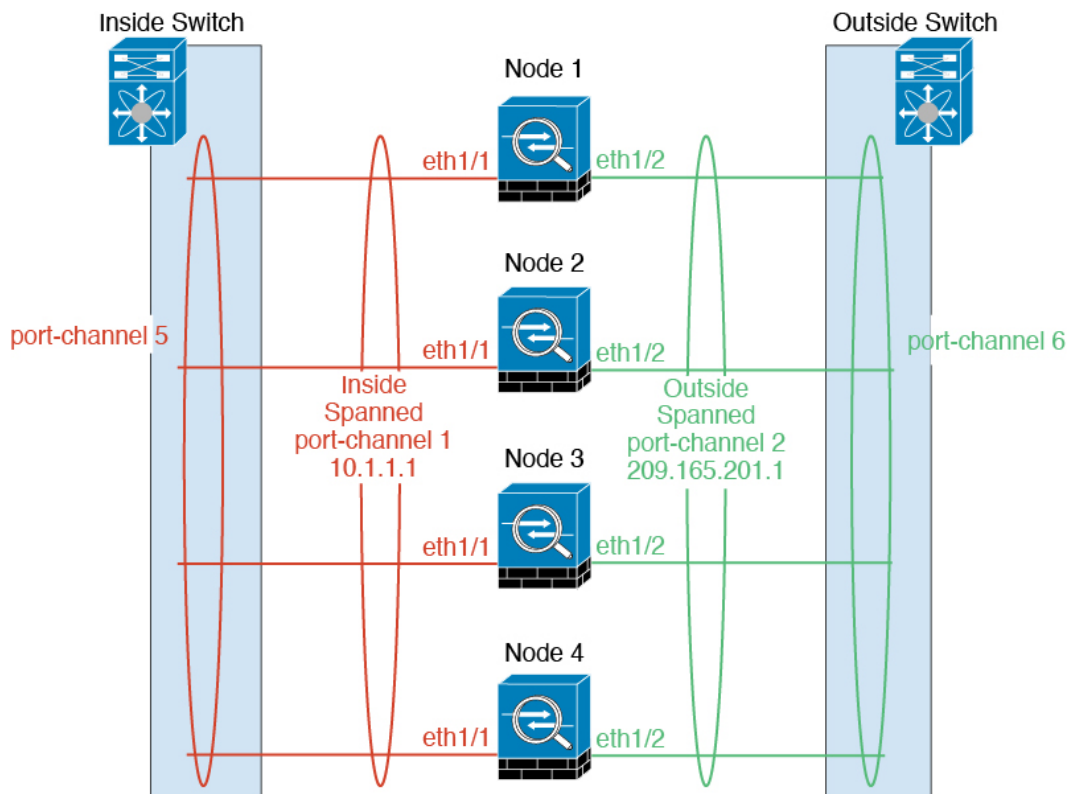 Inside Switch
Outside Switch
Node 1
eth1/1
eth1/2
Node 2
port-channel 5
eth1/1
eth1/2
port-channel 6
Inside
Spanned
port-channel 1
10.1.1.1
Outside
Spanned
port-channel 2
209.165.201.1
Node 3
eth1/1
eth1/2
Node 4
eth1/1
eth1/2